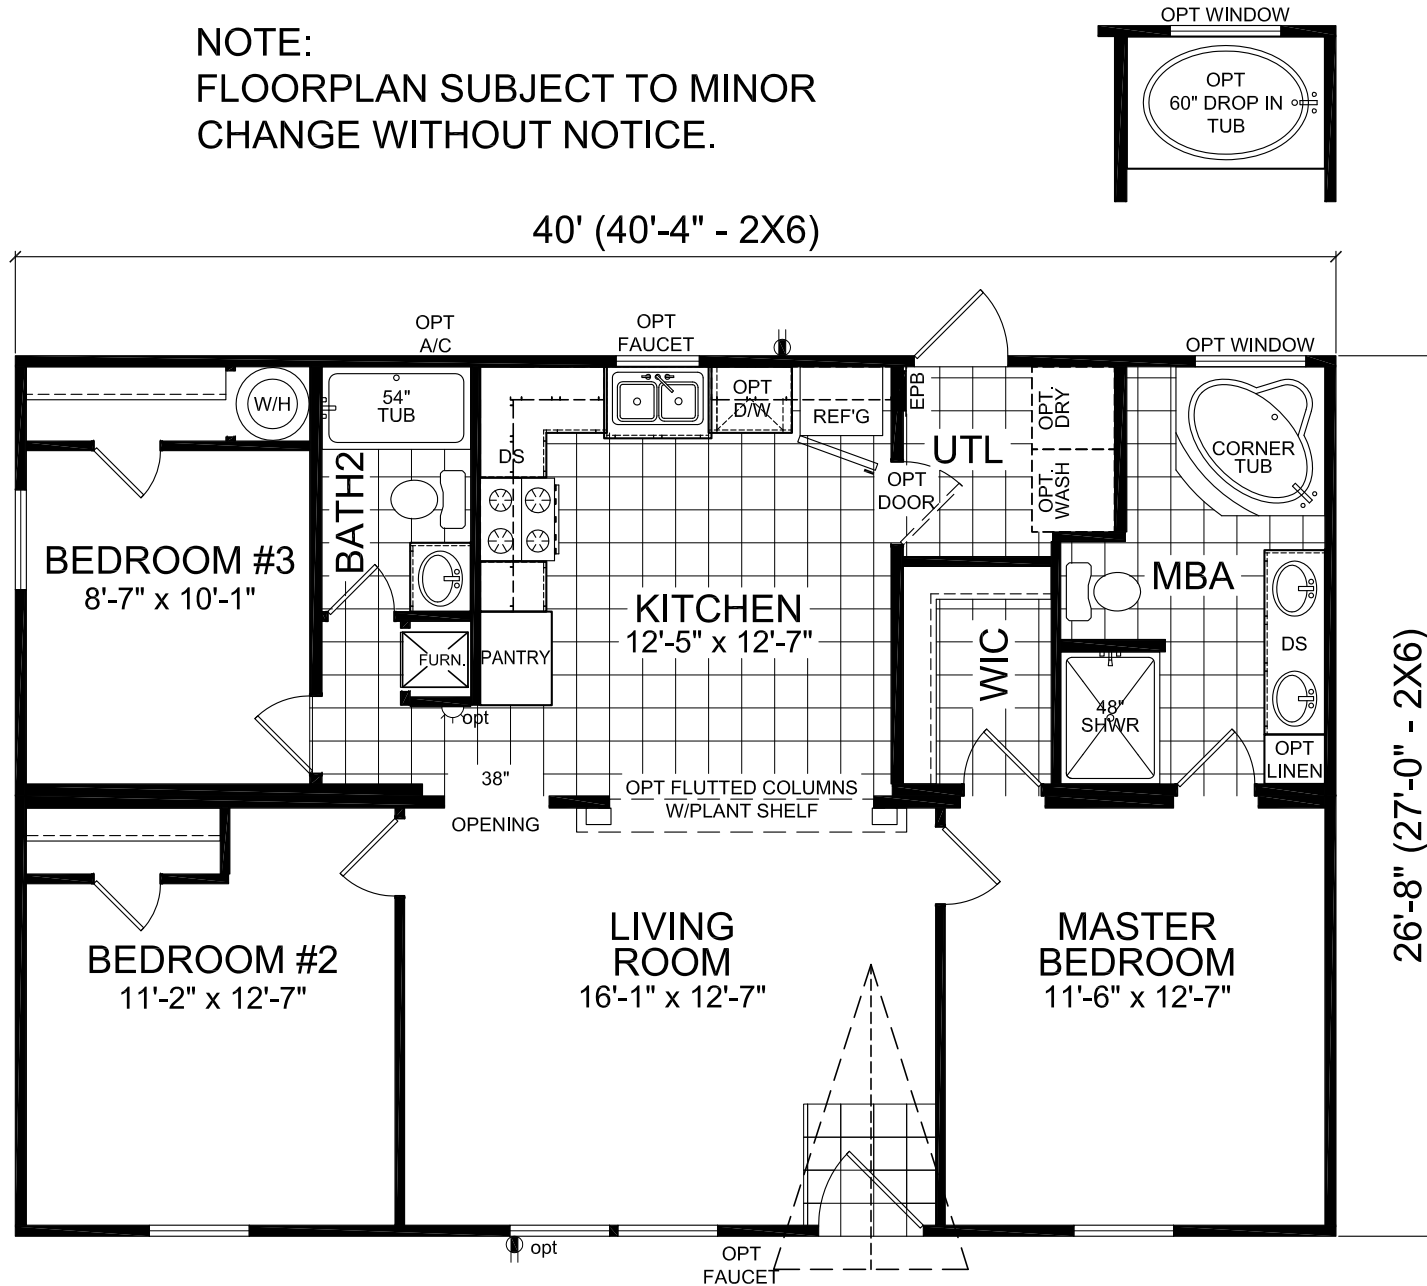 OPT WINDOW
NOTE:
FLOORPLAN SUBJECT TO MINOR
CHANGE WITHOUT NOTICE.
OPT
60" DROP IN
TUB
40' (40'-4" - 2X6)
OPT
A/C
OPT
FAUCET
OPT WINDOW
W/H
54"
TUB
OPT
D/W
REF'G
EPB
OPT.
DRY
UTL
CORNER
TUB
DS
OPT
DOOR
OPT.
WASH
BATH2
BEDROOM #3
8'-7" x 10'-1"
KITCHEN
12'-5" x 12'-7"
MBA
WIC
DS
FURN.
PANTRY
opt
48"
SHWR
OPT
LINEN
38"
OPENING
OPT FLUTTED COLUMNS
W/PLANT SHELF
26'-8" (27'-0" - 2X6)
BEDROOM #2
11'-2" x 12'-7"
LIVING
ROOM
16'-1" x 12'-7"
MASTER
BEDROOM
11'-6" x 12'-7"
opt
OPT
FAUCET